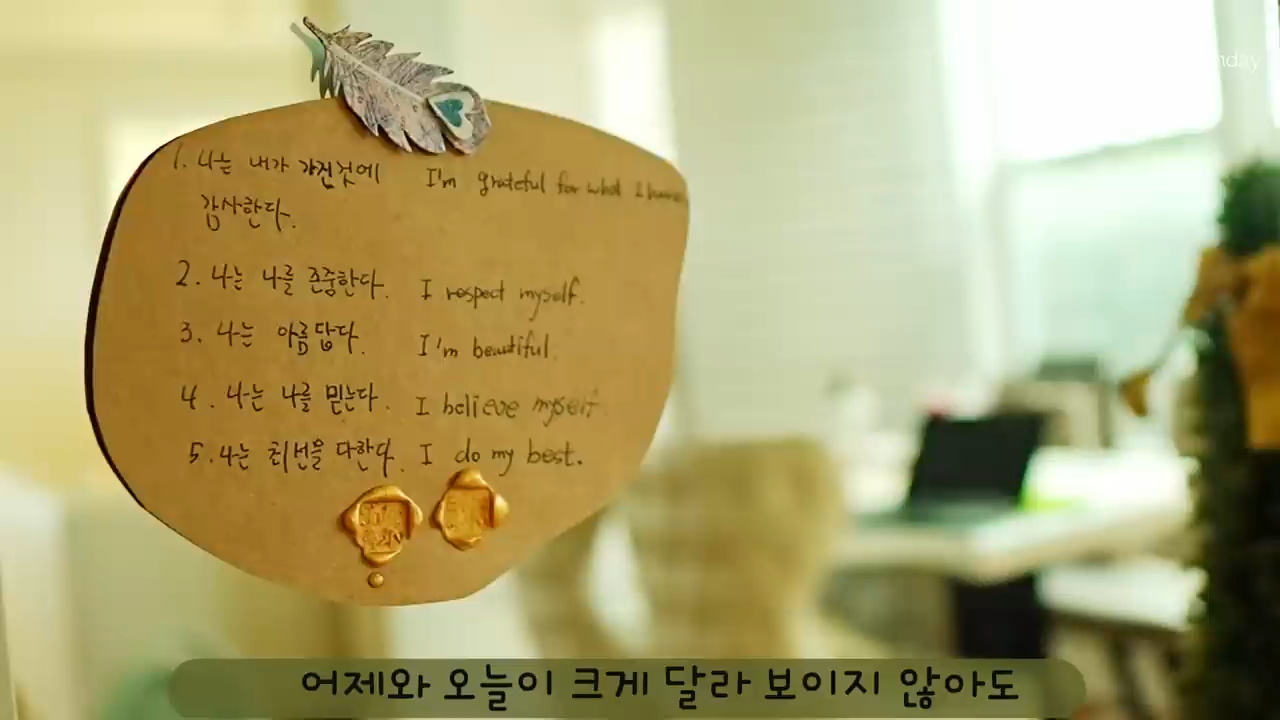 1. 나는 내가 가진것에 I'm grateful for what I
감사한다.
2. 나는 나를 존중한다. I respect myself.
3. 나는 아름답다. I'm beautiful.
4. 나는 나를 믿는다. I believe myself.
5. 나는 최선을 다한다. I do my best.
어제와 오늘이 크게 달라 보이지 않아도